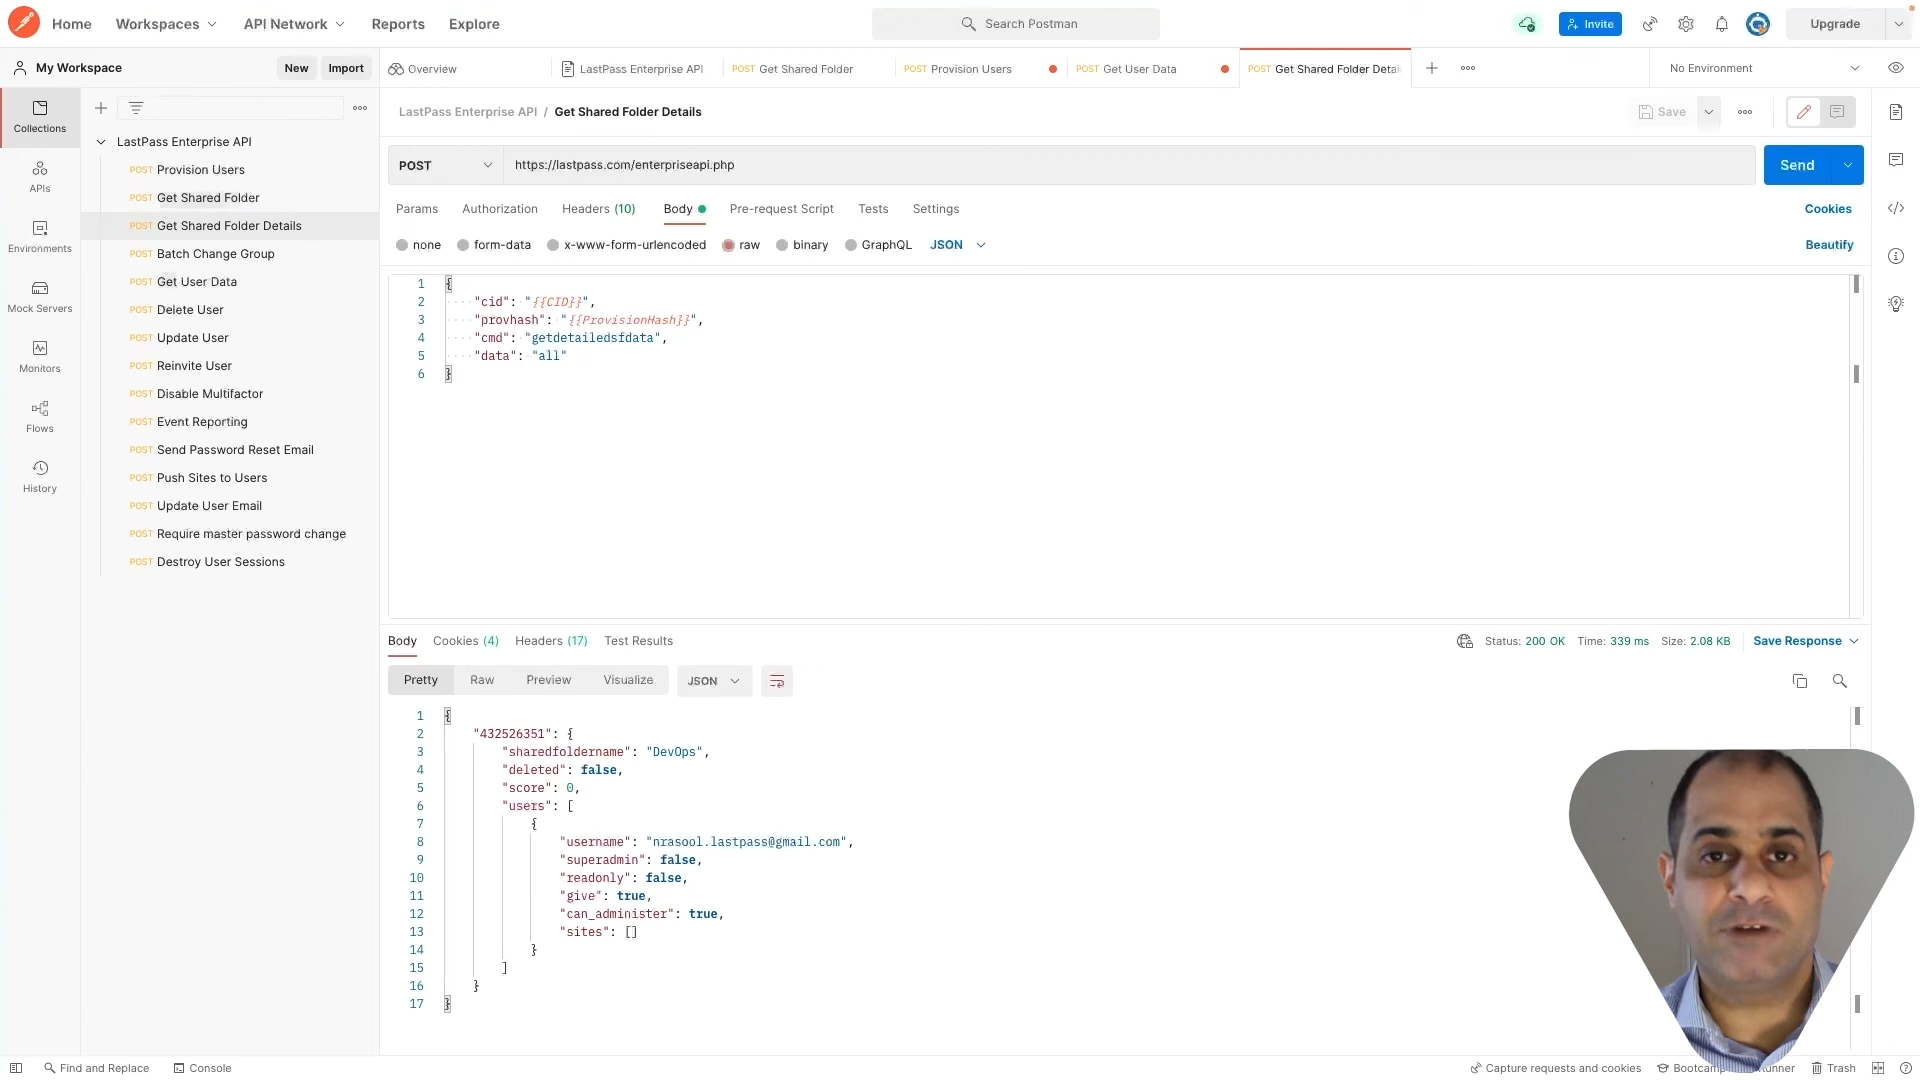 Home Workspaces API Network Reports Explore Search Postman Invite Upgrade
My Workspace New Import Overview LastPass Enterprise API POST Get Shared Folder POST Provision Users POST Get User Data POST Get Shared Folder Detai No Environment
LastPass Enterprise API / Get Shared Folder Details Save
Collections
APIs
Environments
Mock Servers
Monitors
Flows
History
LastPass Enterprise API
POST Provision Users
POST Get Shared Folder
POST Get Shared Folder Details
POST Batch Change Group
POST Get User Data
POST Delete User
POST Update User
POST Reinvite User
POST Disable Multifactor
POST Event Reporting
POST Send Password Reset Email
POST Push Sites to Users
POST Update User Email
POST Require master password change
POST Destroy User Sessions
POST https://lastpass.com/enterpriseapi.php Send
Params Authorization Headers (10) Body Pre-request Script Tests Settings Cookies
none form-data x-www-form-urlencoded raw binary GraphQL JSON Beautify
1 {
2 "cid": "{{CID}}",
3 "provhash": "{{ProvisionHash}}",
4 "cmd": "getdetailedsfdata",
5 "data": "all"
6 }
Body Cookies (4) Headers (17) Test Results Status: 200 OK Time: 339 ms Size: 2.08 KB Save Response
Pretty Raw Preview Visualize JSON
1 {
2 "432526351": {
3 "sharedfoldername": "DevOps",
4 "deleted": false,
5 "score": 0,
6 "users": [
7 {
8 "username": "nrasool.lastpass@gmail.com",
9 "superadmin": false,
10 "readonly": false,
11 "give": true,
12 "can_administer": true,
13 "sites": []
14 }
15 ]
16 }
17 }
Find and Replace Console Capture requests and cookies Bootcamp Runner Trash